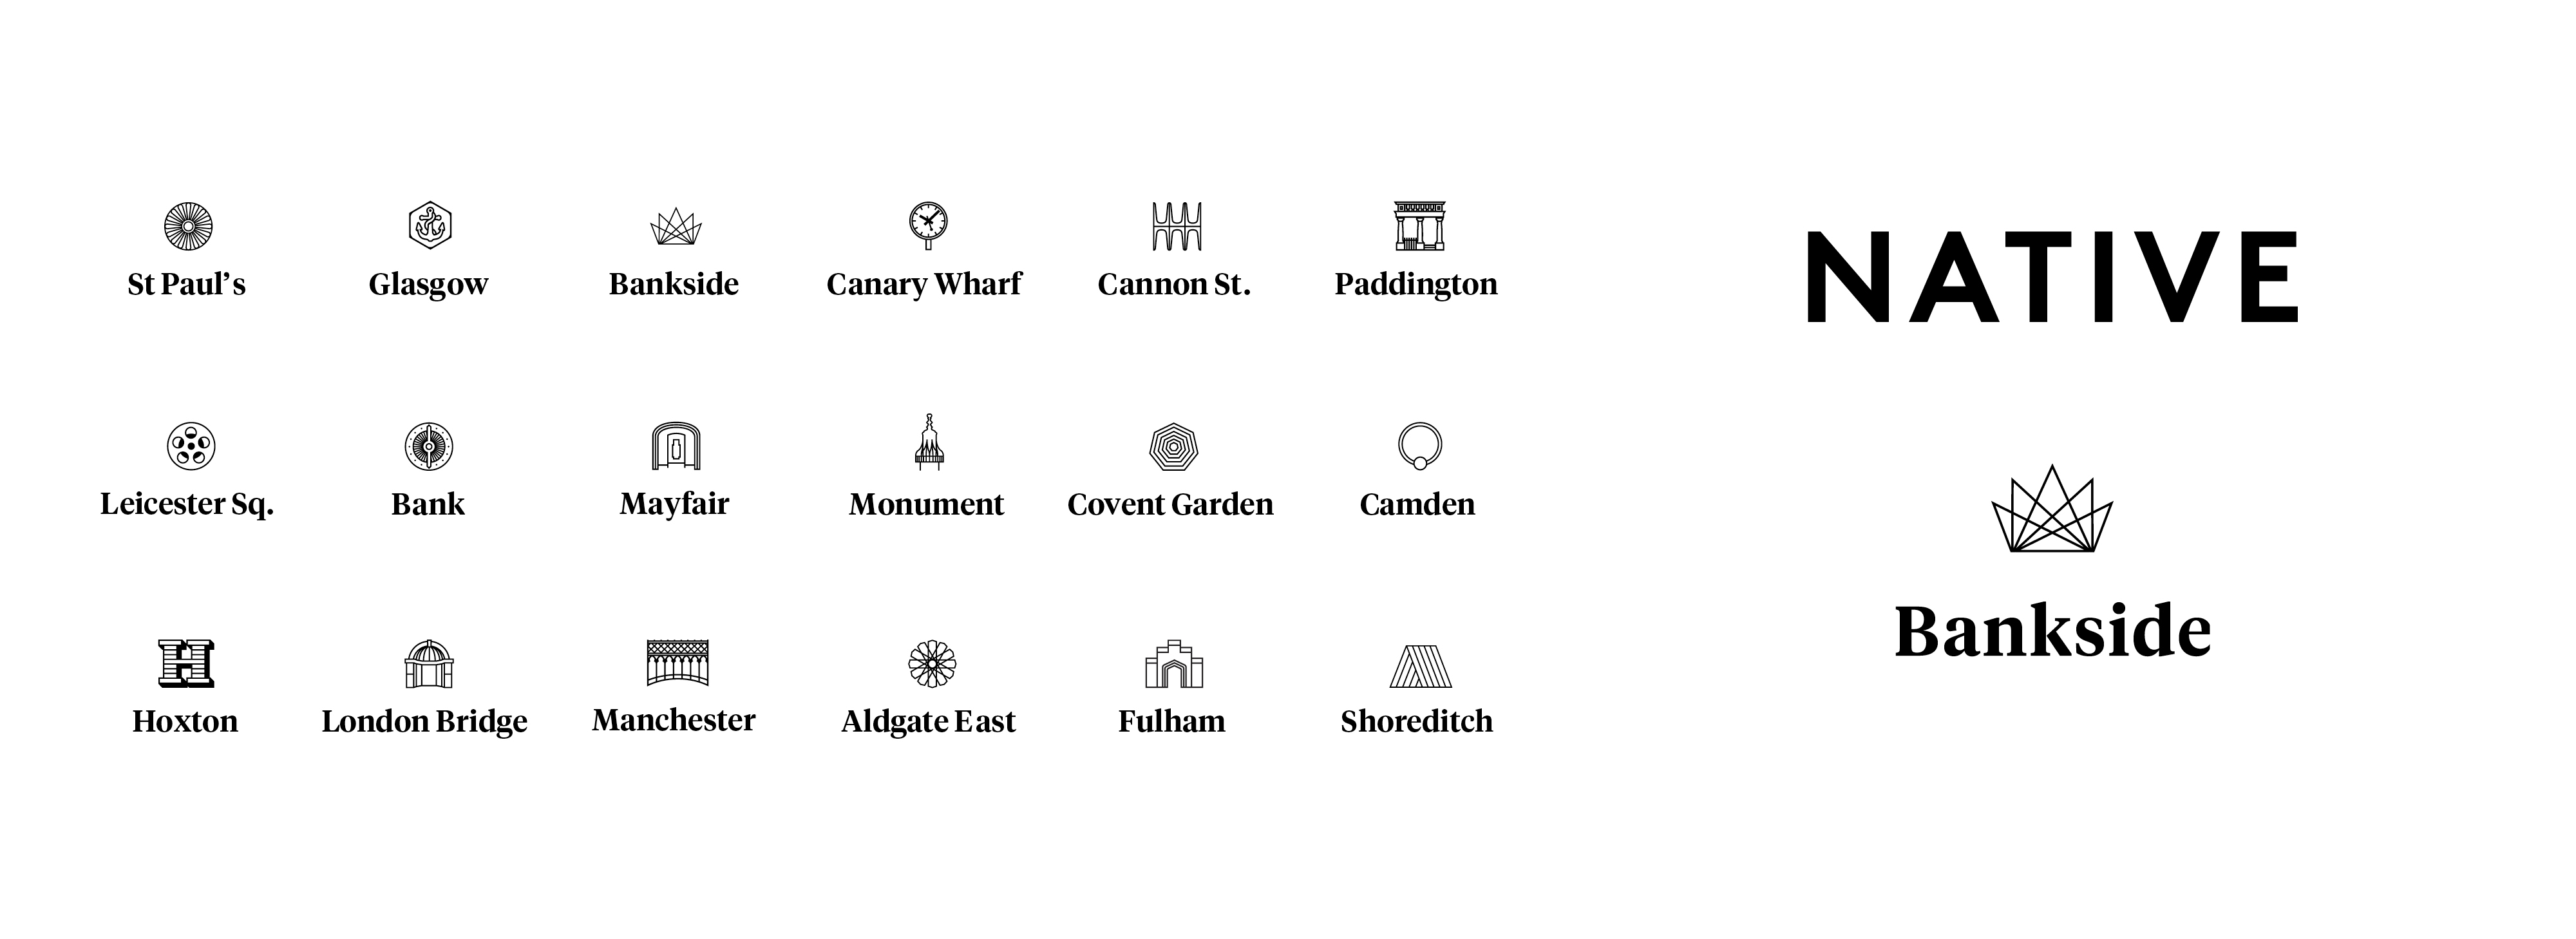 St Paul’s
Glasgow
Bankside
Canary Wharf
Cannon St.
Paddington
Leicester Sq.
Bank
Mayfair
Monument
Covent Garden
Camden
H
Hoxton
London Bridge
Manchester
Aldgate East
Fulham
Shoreditch
NATIVE
Bankside